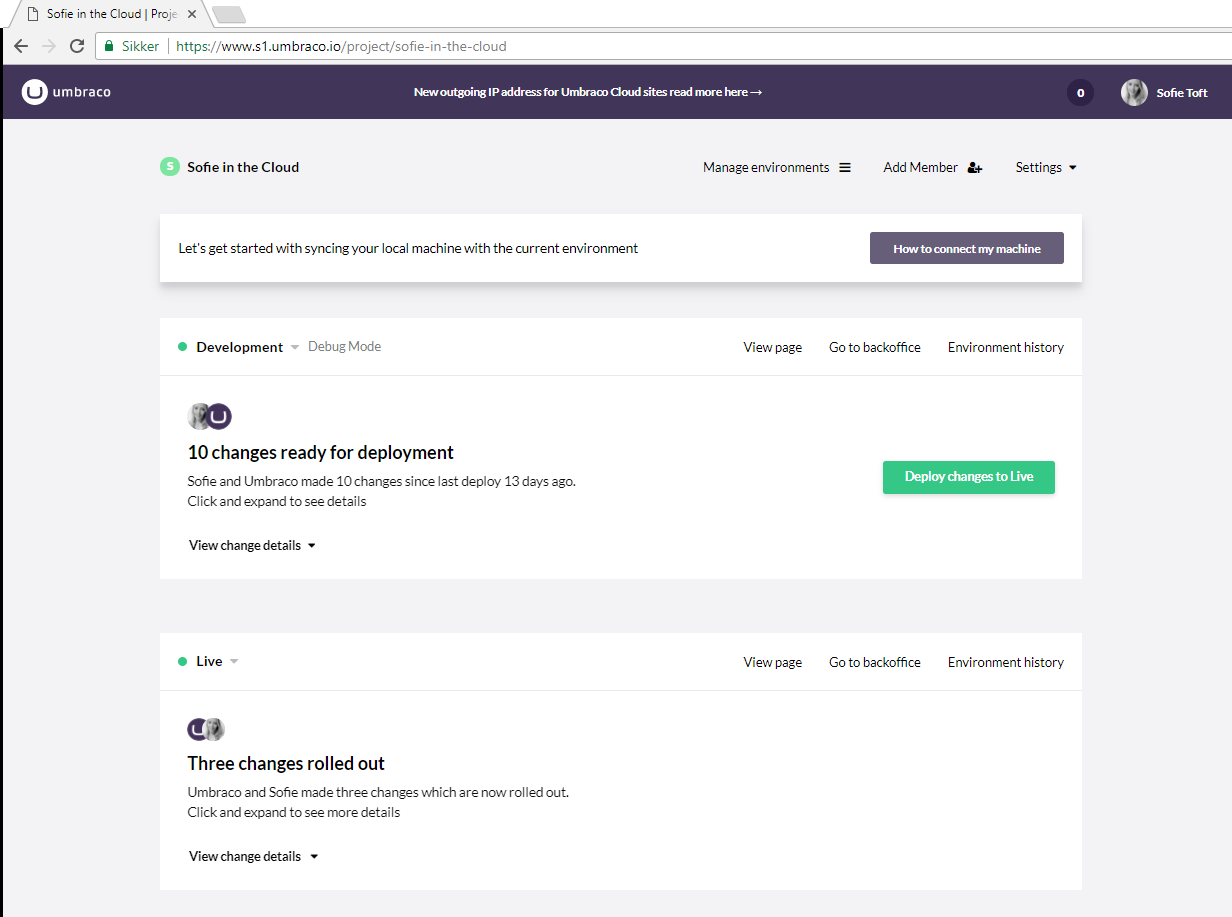 Sofie in the Cloud | Proje
Sikker https://www.s1.umbraco.io/project/sofie-in-the-cloud
umbraco
New outgoing IP address for Umbraco Cloud sites read more here→
0
Sofie Toft
S Sofie in the Cloud
Manage environments
Add Member
Settings
Let's get started with syncing your local machine with the current environment
How to connect my machine
Development Debug Mode
View page
Go to backoffice
Environment history
10 changes ready for deployment
Sofie and Umbraco made 10 changes since last deploy 13 days ago.
Click and expand to see details
Deploy changes to Live
View change details
Live
View page
Go to backoffice
Environment history
Three changes rolled out
Umbraco and Sofie made three changes which are now rolled out.
Click and expand to see more details
View change details